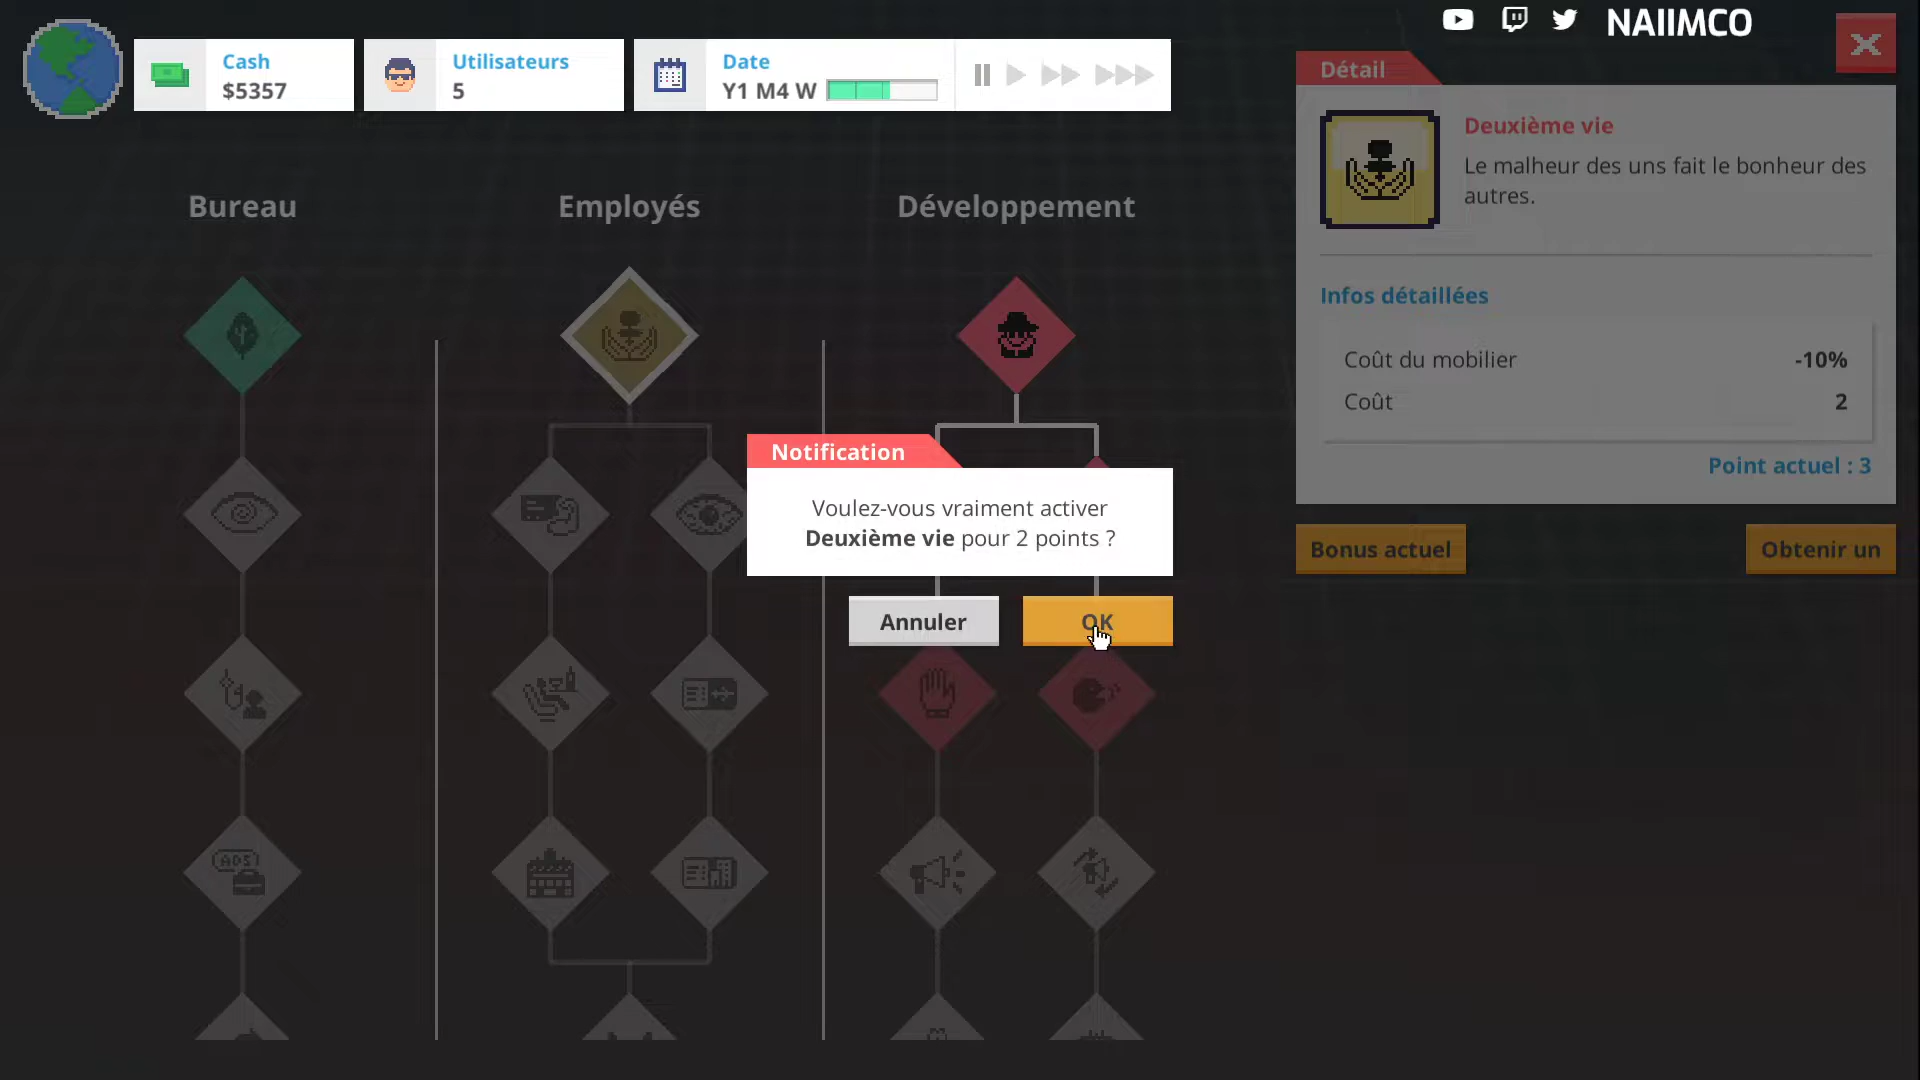 NAIIMCO
Cash
$5357
Utilisateurs
5
Date
Y1 M4 W
Bureau
Employés
Développement
Détail
Deuxième vie
Le malheur des uns fait le bonheur des
autres.
Infos détaillées
Coût du mobilier -10%
Coût 2
Point actuel : 3
Bonus actuel
Obtenir un
Notification
Voulez-vous vraiment activer
Deuxième vie pour 2 points ?
Annuler
OK
ADS